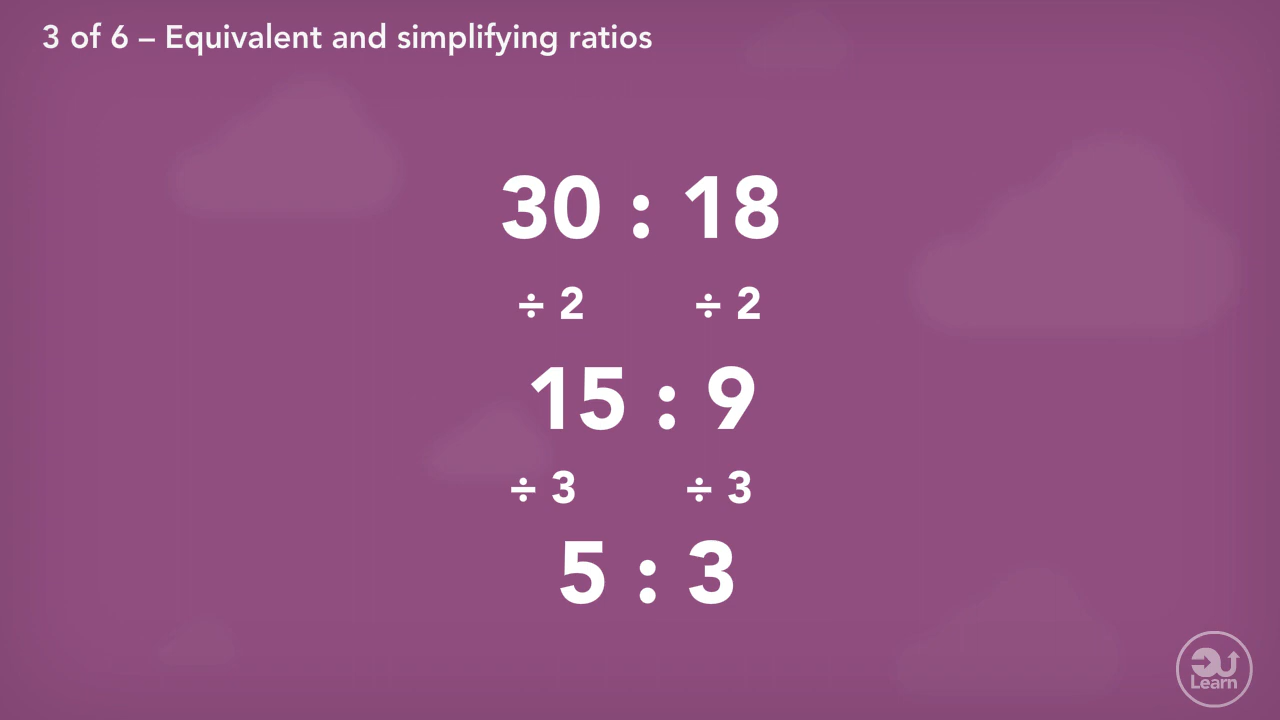 3 of 6 – Equivalent and simplifying ratios
30 : 18
÷ 2 ÷ 2
15 : 9
÷ 3 ÷ 3
5 : 3
Learn